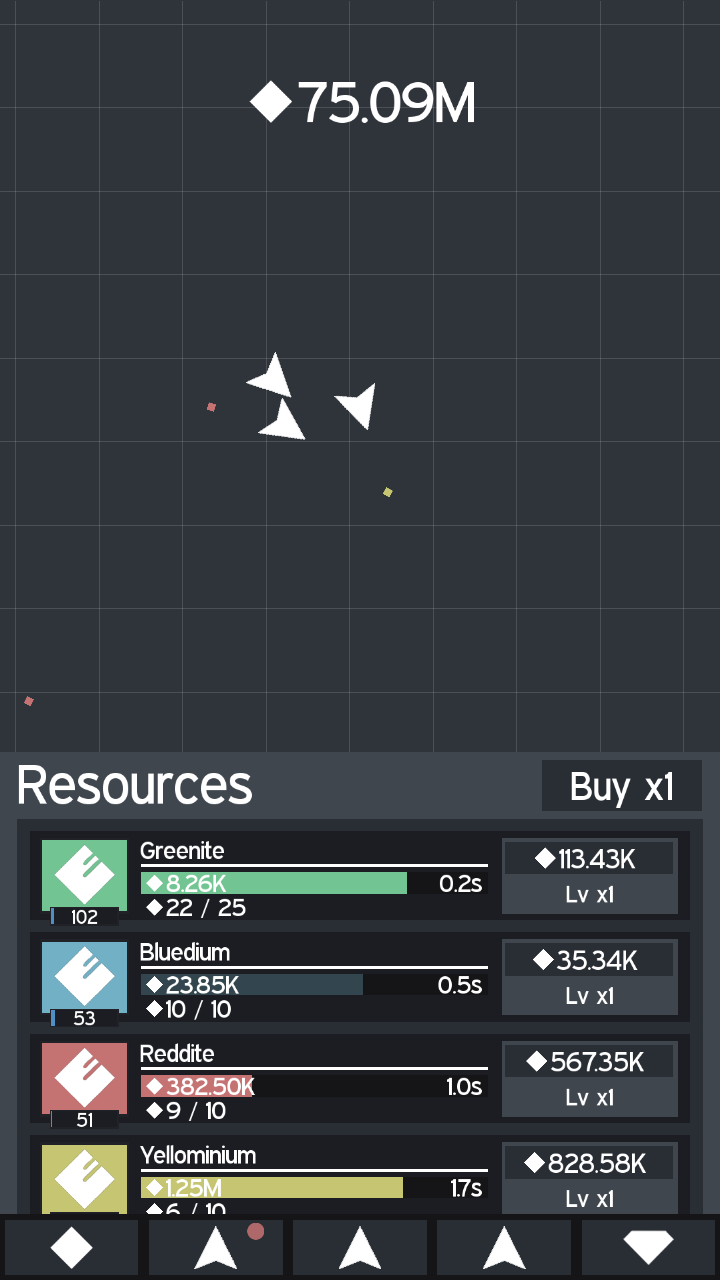 75.09M
Resources
Buy x1
Greenite
8.26K
0.2s
22 / 25
102
113.43K
Lv x1
Bluedium
23.85K
0.5s
10 / 10
53
35.34K
Lv x1
Reddite
382.50K
1.0s
9 / 10
51
567.35K
Lv x1
Yellominium
1.25M
1.7s
6 / 10
828.58K
Lv x1